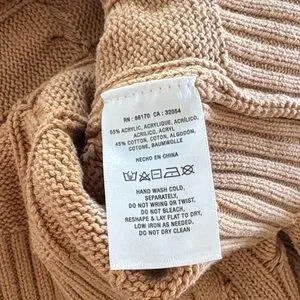 RN : 66170 CA : 32054
55% ACRYLIC, ACRYLIQUE, ACRÍLICO,
ACRILICO, ACRYL
45% COTTON, COTON, ALGODÓN,
COTONE, BAUMWOLLE
HECHO EN CHINA
HAND WASH COLD,
SEPARATELY,
DO NOT WRING OR TWIST,
DO NOT BLEACH,
RESHAPE & LAY FLAT TO DRY,
LOW IRON AS NEEDED,
DO NOT DRY CLEAN